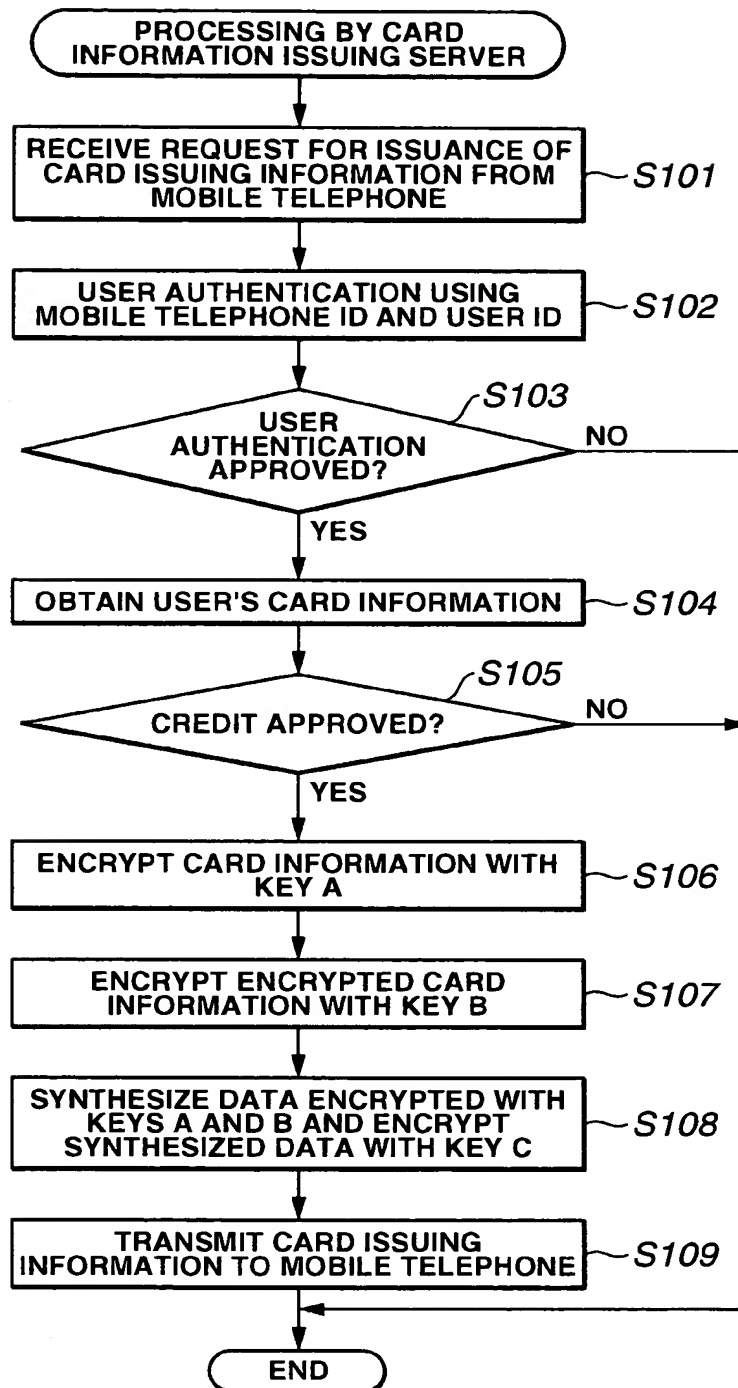 PROCESSING BY CARD
INFORMATION ISSUING SERVER
RECEIVE REQUEST FOR ISSUANCE OF
CARD ISSUING INFORMATION FROM
MOBILE TELEPHONE
S101
USER AUTHENTICATION USING
MOBILE TELEPHONE ID AND USER ID
S102
S103
USER
AUTHENTICATION
APPROVED?
NO
YES
OBTAIN USER'S CARD INFORMATION
S104
S105
CREDIT APPROVED?
NO
YES
ENCRYPT CARD INFORMATION WITH
KEY A
S106
ENCRYPT ENCRYPTED CARD
INFORMATION WITH KEY B
S107
SYNTHESIZE DATA ENCRYPTED WITH
KEYS A AND B AND ENCRYPT
SYNTHESIZED DATA WITH KEY C
S108
TRANSMIT CARD ISSUING
INFORMATION TO MOBILE TELEPHONE
S109
END